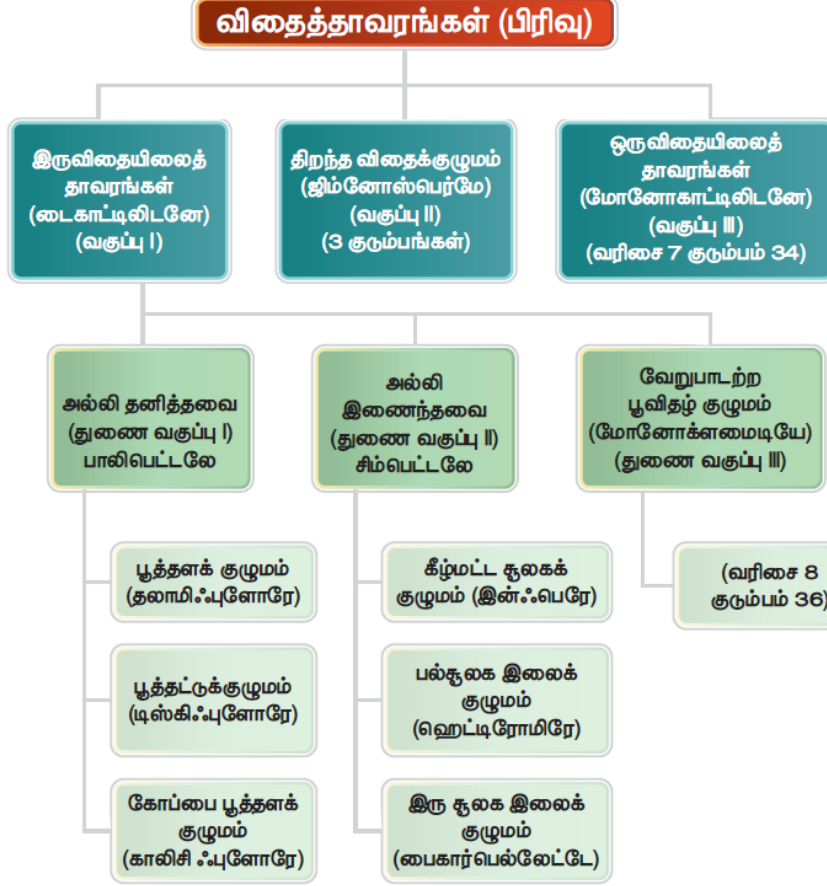 விதைத்தாவரங்கள் (பிரிவு)
இருவிதையிலைத்
தாவரங்கள்
(டைகாட்டிலிடனே)
(வகுப்பு I)
திறந்த விதைக்குழுமம்
(ஜிம்னோஸ்பெர்மே)
(வகுப்பு II)
(3 குடும்பங்கள்)
ஒருவிதையிலைத்
தாவரங்கள்
(மோனோகாட்டிலிடனே)
(வகுப்பு III)
(வரிசை 7 குடும்பம் 34)
அல்லி தனித்தவை
(துணை வகுப்பு I)
பாலிபெட்டலே
அல்லி
இணைந்தவை
(துணை வகுப்பு II)
சிம்பெட்டலே
வேறுபாடற்ற
பூவிதழ் குழுமம்
(மோனோக்ளமைடியே)
(துணை வகுப்பு III)
பூத்தளக் குழுமம்
(தலாமிஃபுளோரே)
பூத்தட்டுக்குழுமம்
(டிஸ்கிஃபுளோரே)
கோப்பை பூத்தளக்
குழுமம்
(காலிசி ஃபுளோரே)
கீழ்மட்ட சூலகக்
குழுமம் (இன்ஃபெரே)
பல்சூலக இலைக்
குழுமம்
(ஹெட்டிரோமிரே)
இரு சூலக இலைக்
குழுமம்
(பைகார்பெல்லேட்டே)
(வரிசை 8
குடும்பம் 36)